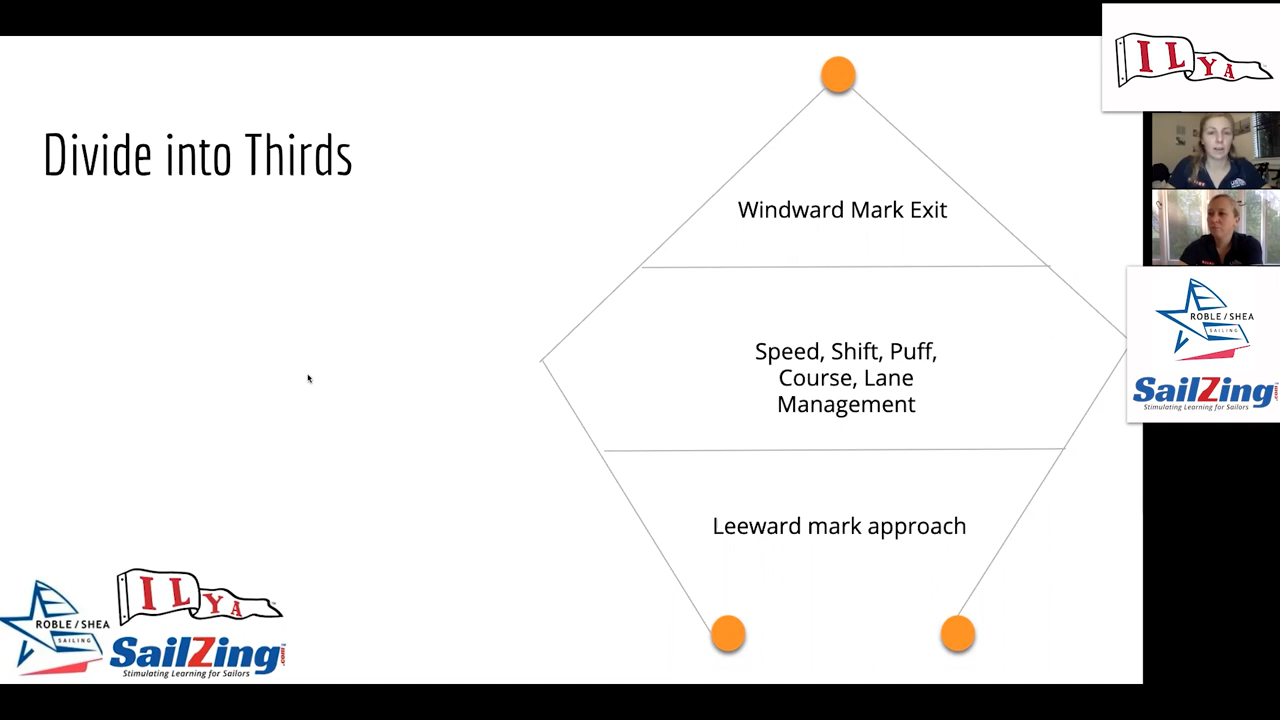 Divide into Thirds
Windward Mark Exit
Speed, Shift, Puff,
Course, Lane
Management
Leeward mark approach
ILYA
ROBLE / SHEA
SAILING
SailZing
Stimulating Learning for Sailors
ILYA
ROBLE / SHEA
SAILING
SailZing
.com
Stimulating Learning for Sailors